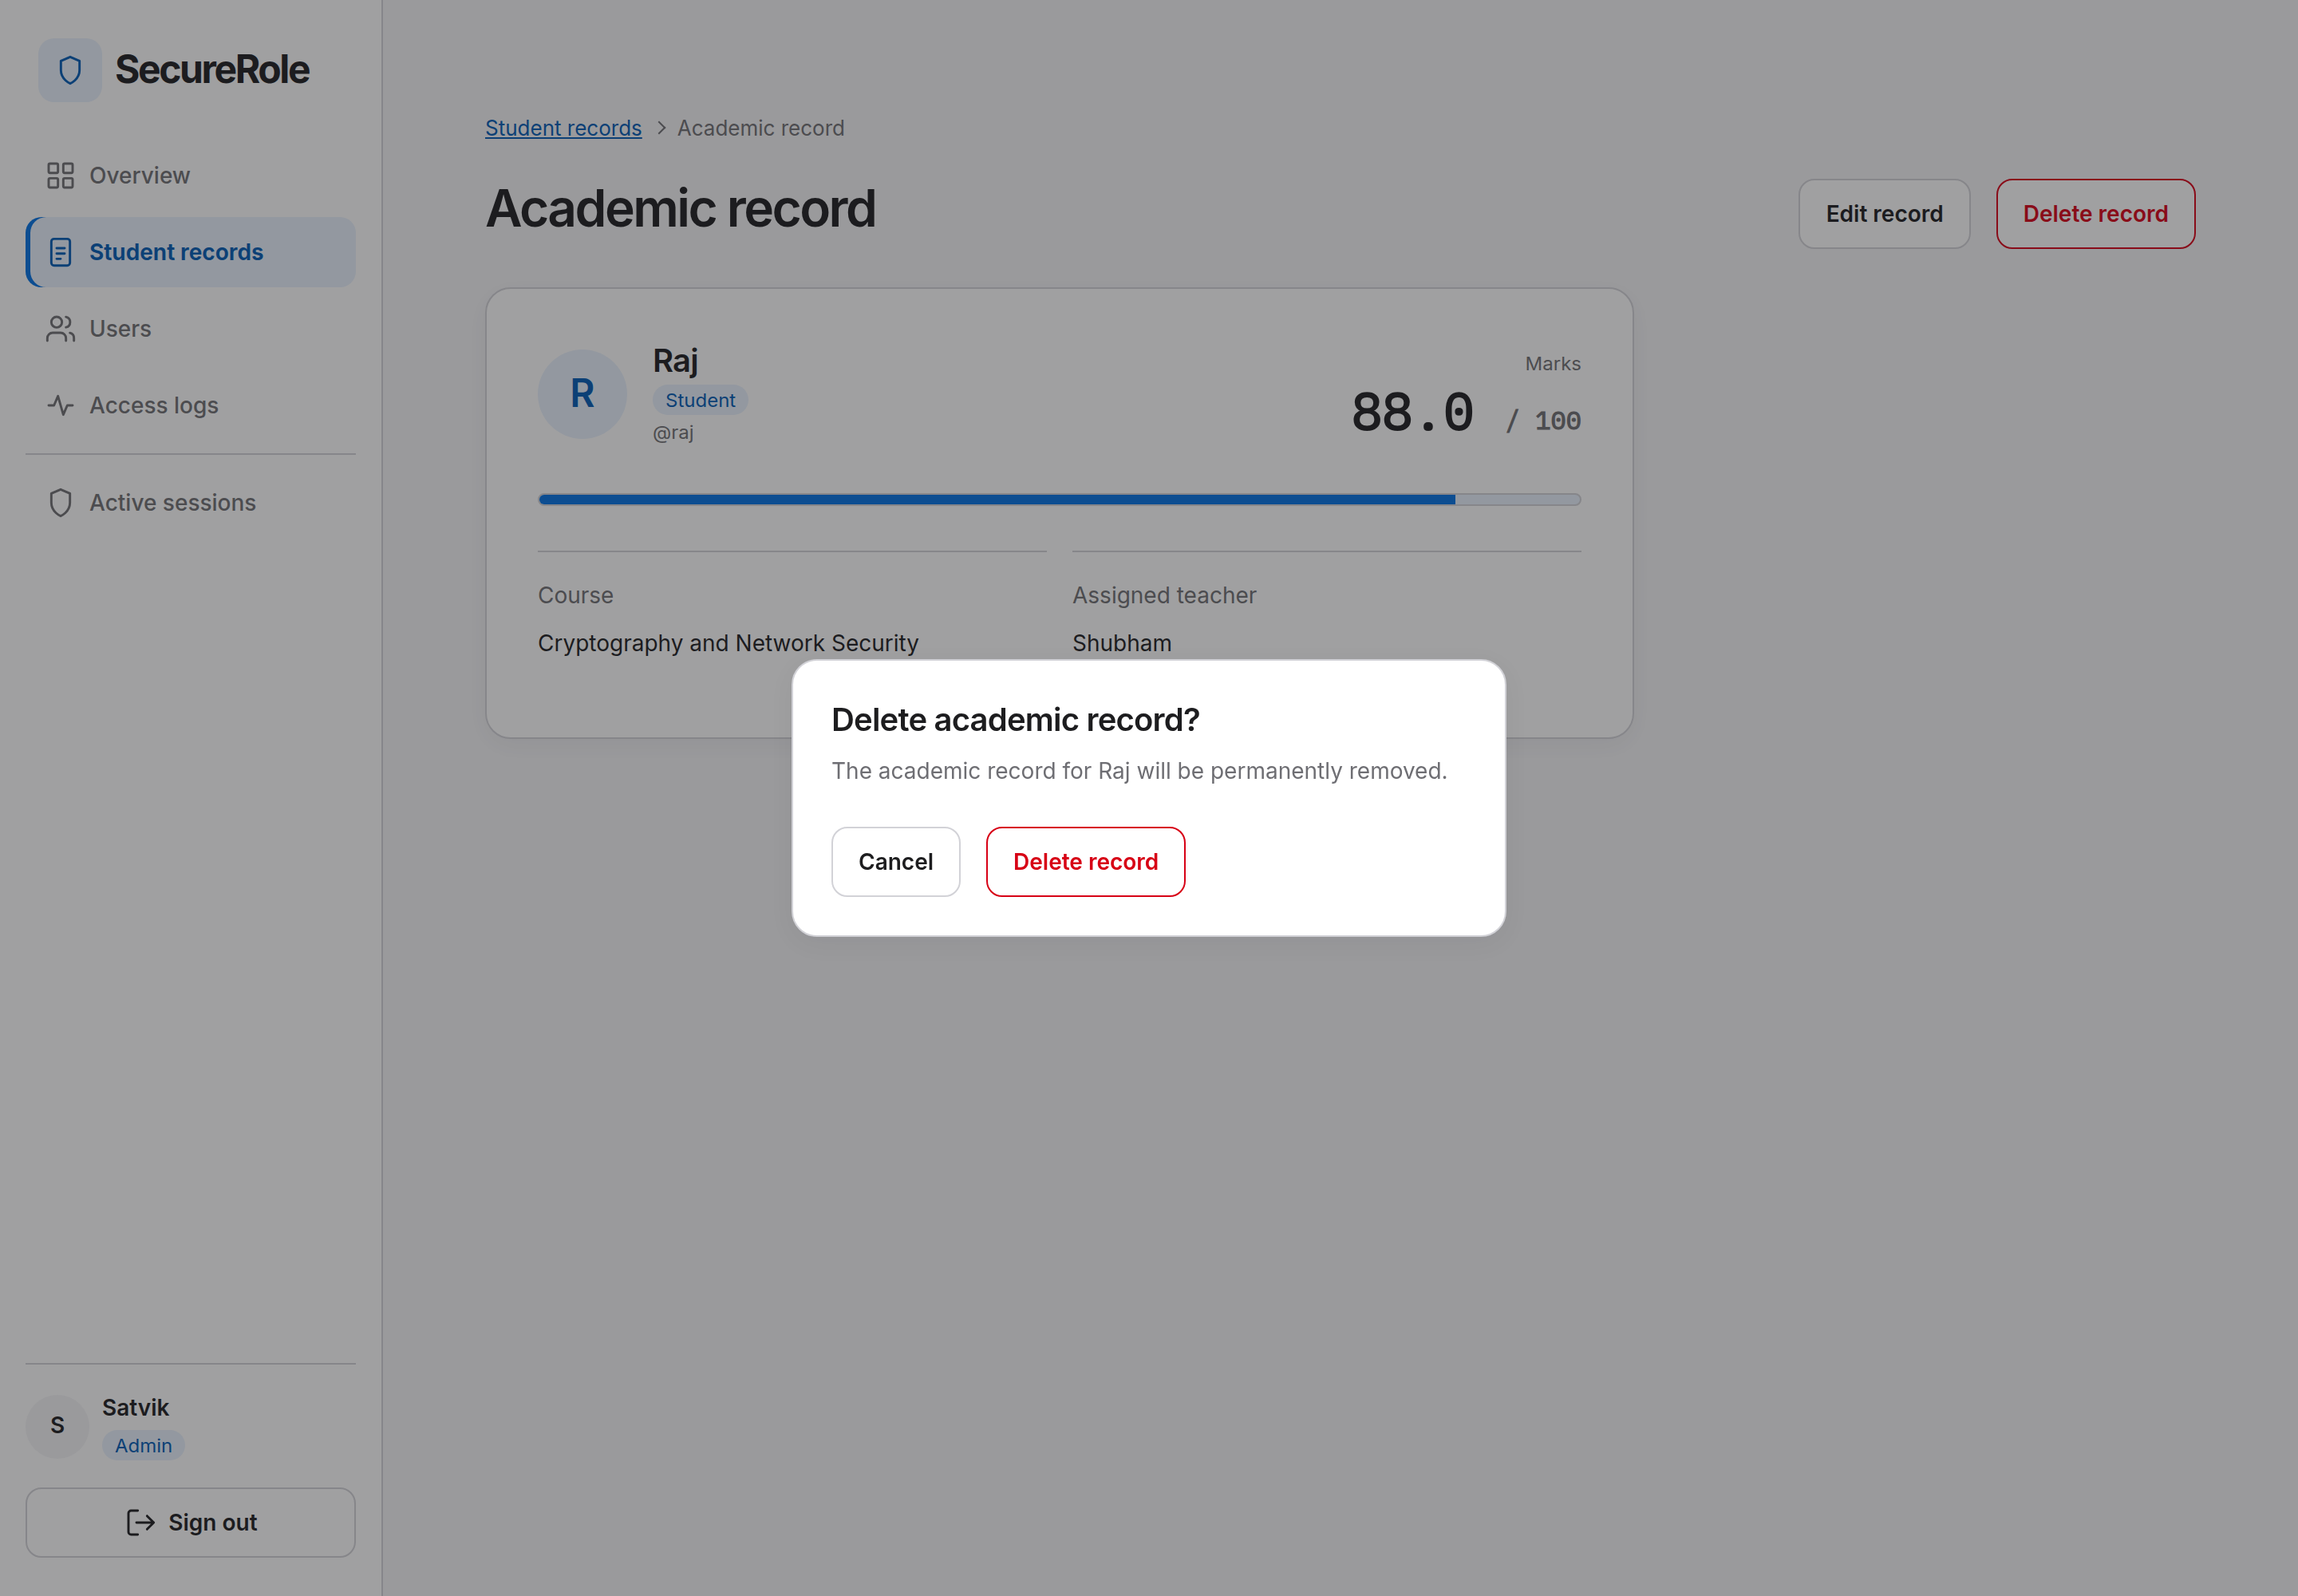 SecureRole
Overview
Student records
Users
Access logs
Active sessions
S
Satvik
Admin
Sign out
Student records > Academic record
Academic record
Edit record
Delete record
R
Raj
Student
@raj
Marks
88.0 / 100
Course
Cryptography and Network Security
Assigned teacher
Shubham
Delete academic record?
The academic record for Raj will be permanently removed.
Cancel
Delete record